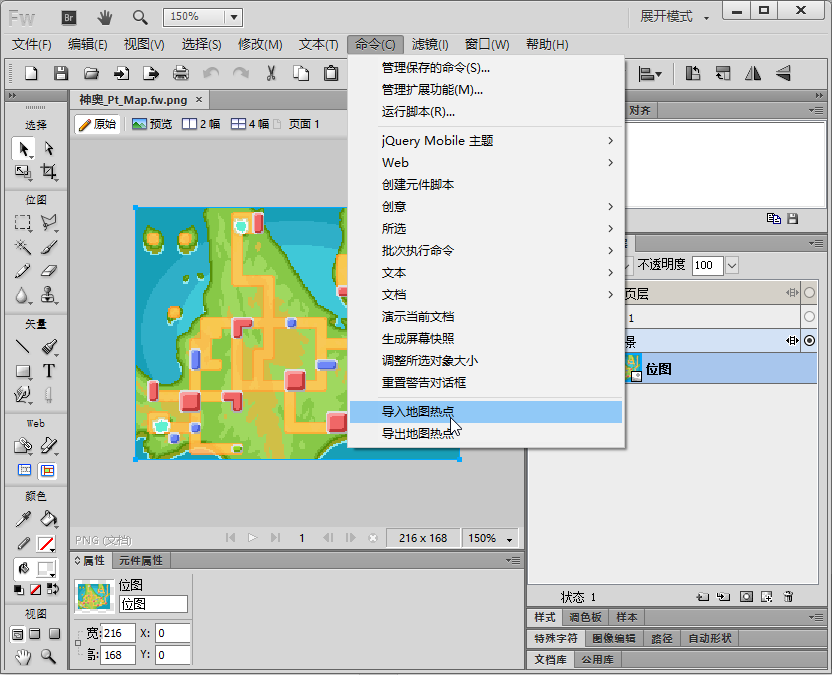 Fw Br 150% 展开模式
文件(F) 编辑(E) 视图(V) 选择(S) 修改(M) 文本(T) 命令(C) 滤镜(I) 窗口(W) 帮助(H)
神奥_Pt_Map.fw.png ×
原始 预览 2 幅 4 幅 页面 1
管理保存的命令(S)...
管理扩展功能(M)...
运行脚本(R)...
jQuery Mobile 主题
Web
创建元件脚本
创意
所选
批次执行命令
文本
文档
演示当前文档
生成屏幕快照
调整所选对象大小
重置警告对话框
导入地图热点
导出地图热点
选择
位图
矢量
T
Web
颜色
视图
对齐
不透明度 100
页层
1
景
位图
状态 1
样式 调色板 样本
特殊字符 图像编辑 路径 自动形状
文档库 公用库
PNG (文档) 1 216 x 168 150%
属性 元件属性
位图
位图
宽: 216 X: 0
高: 168 Y: 0